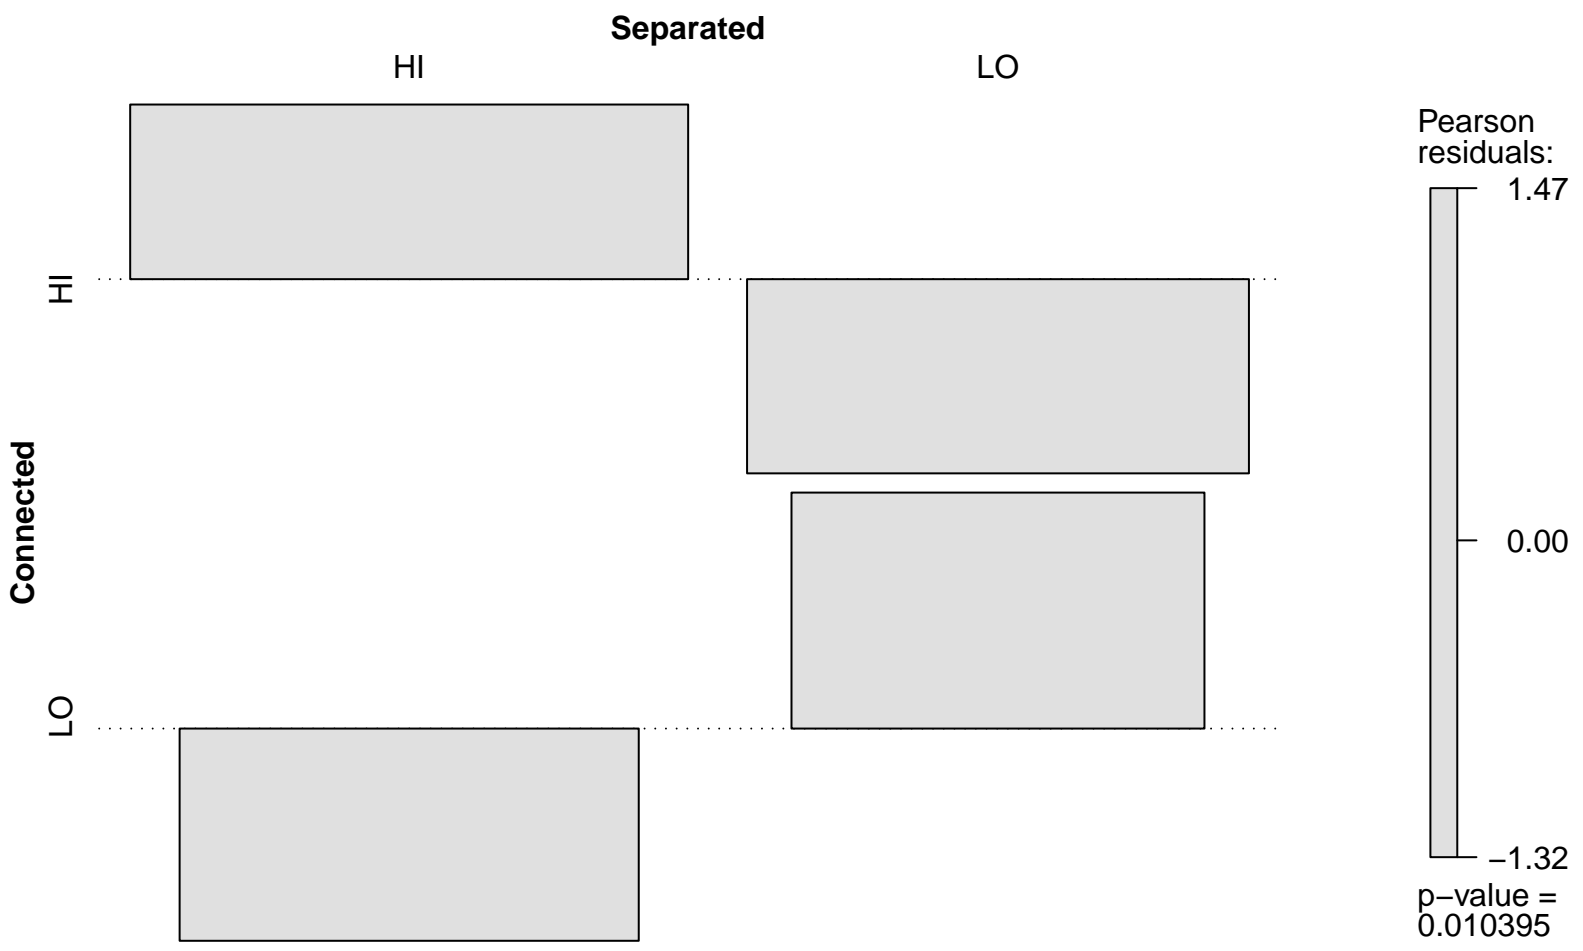 Separated
HI
LO
Connected
HI
LO
Pearson
residuals:
1.47
0.00
−1.32
p−value =
0.010395